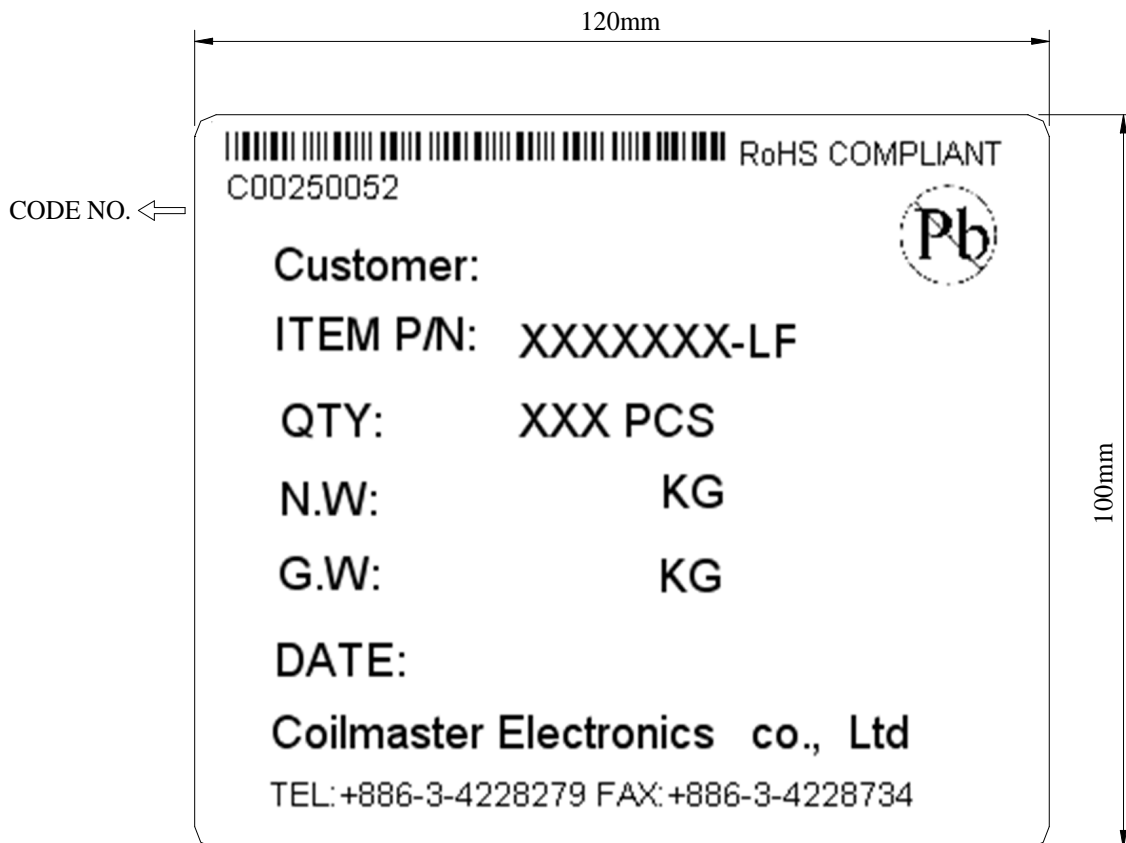 120mm
RoHS COMPLIANT
C00250052
CODE NO.
Pb
Customer:
ITEM P/N: XXXXXXX-LF
QTY: XXX PCS
N.W: KG
G.W: KG
100mm
DATE:
Coilmaster Electronics co., Ltd
TEL:+886-3-4228279 FAX:+886-3-4228734